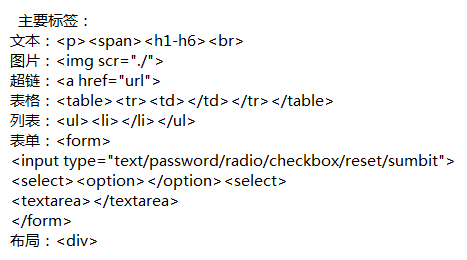 主要标签：
文本：<p><span><h1-h6><br>
图片：<img scr="./">
超链：<a href="url">
表格：<table><tr><td></td></tr></table>
列表：<ul><li></li></ul>
表单：<form>
<input type="text/password/radio/checkbox/reset/sumbit">
<select><option></option><select>
<textarea></textarea>
</form>
布局：<div>